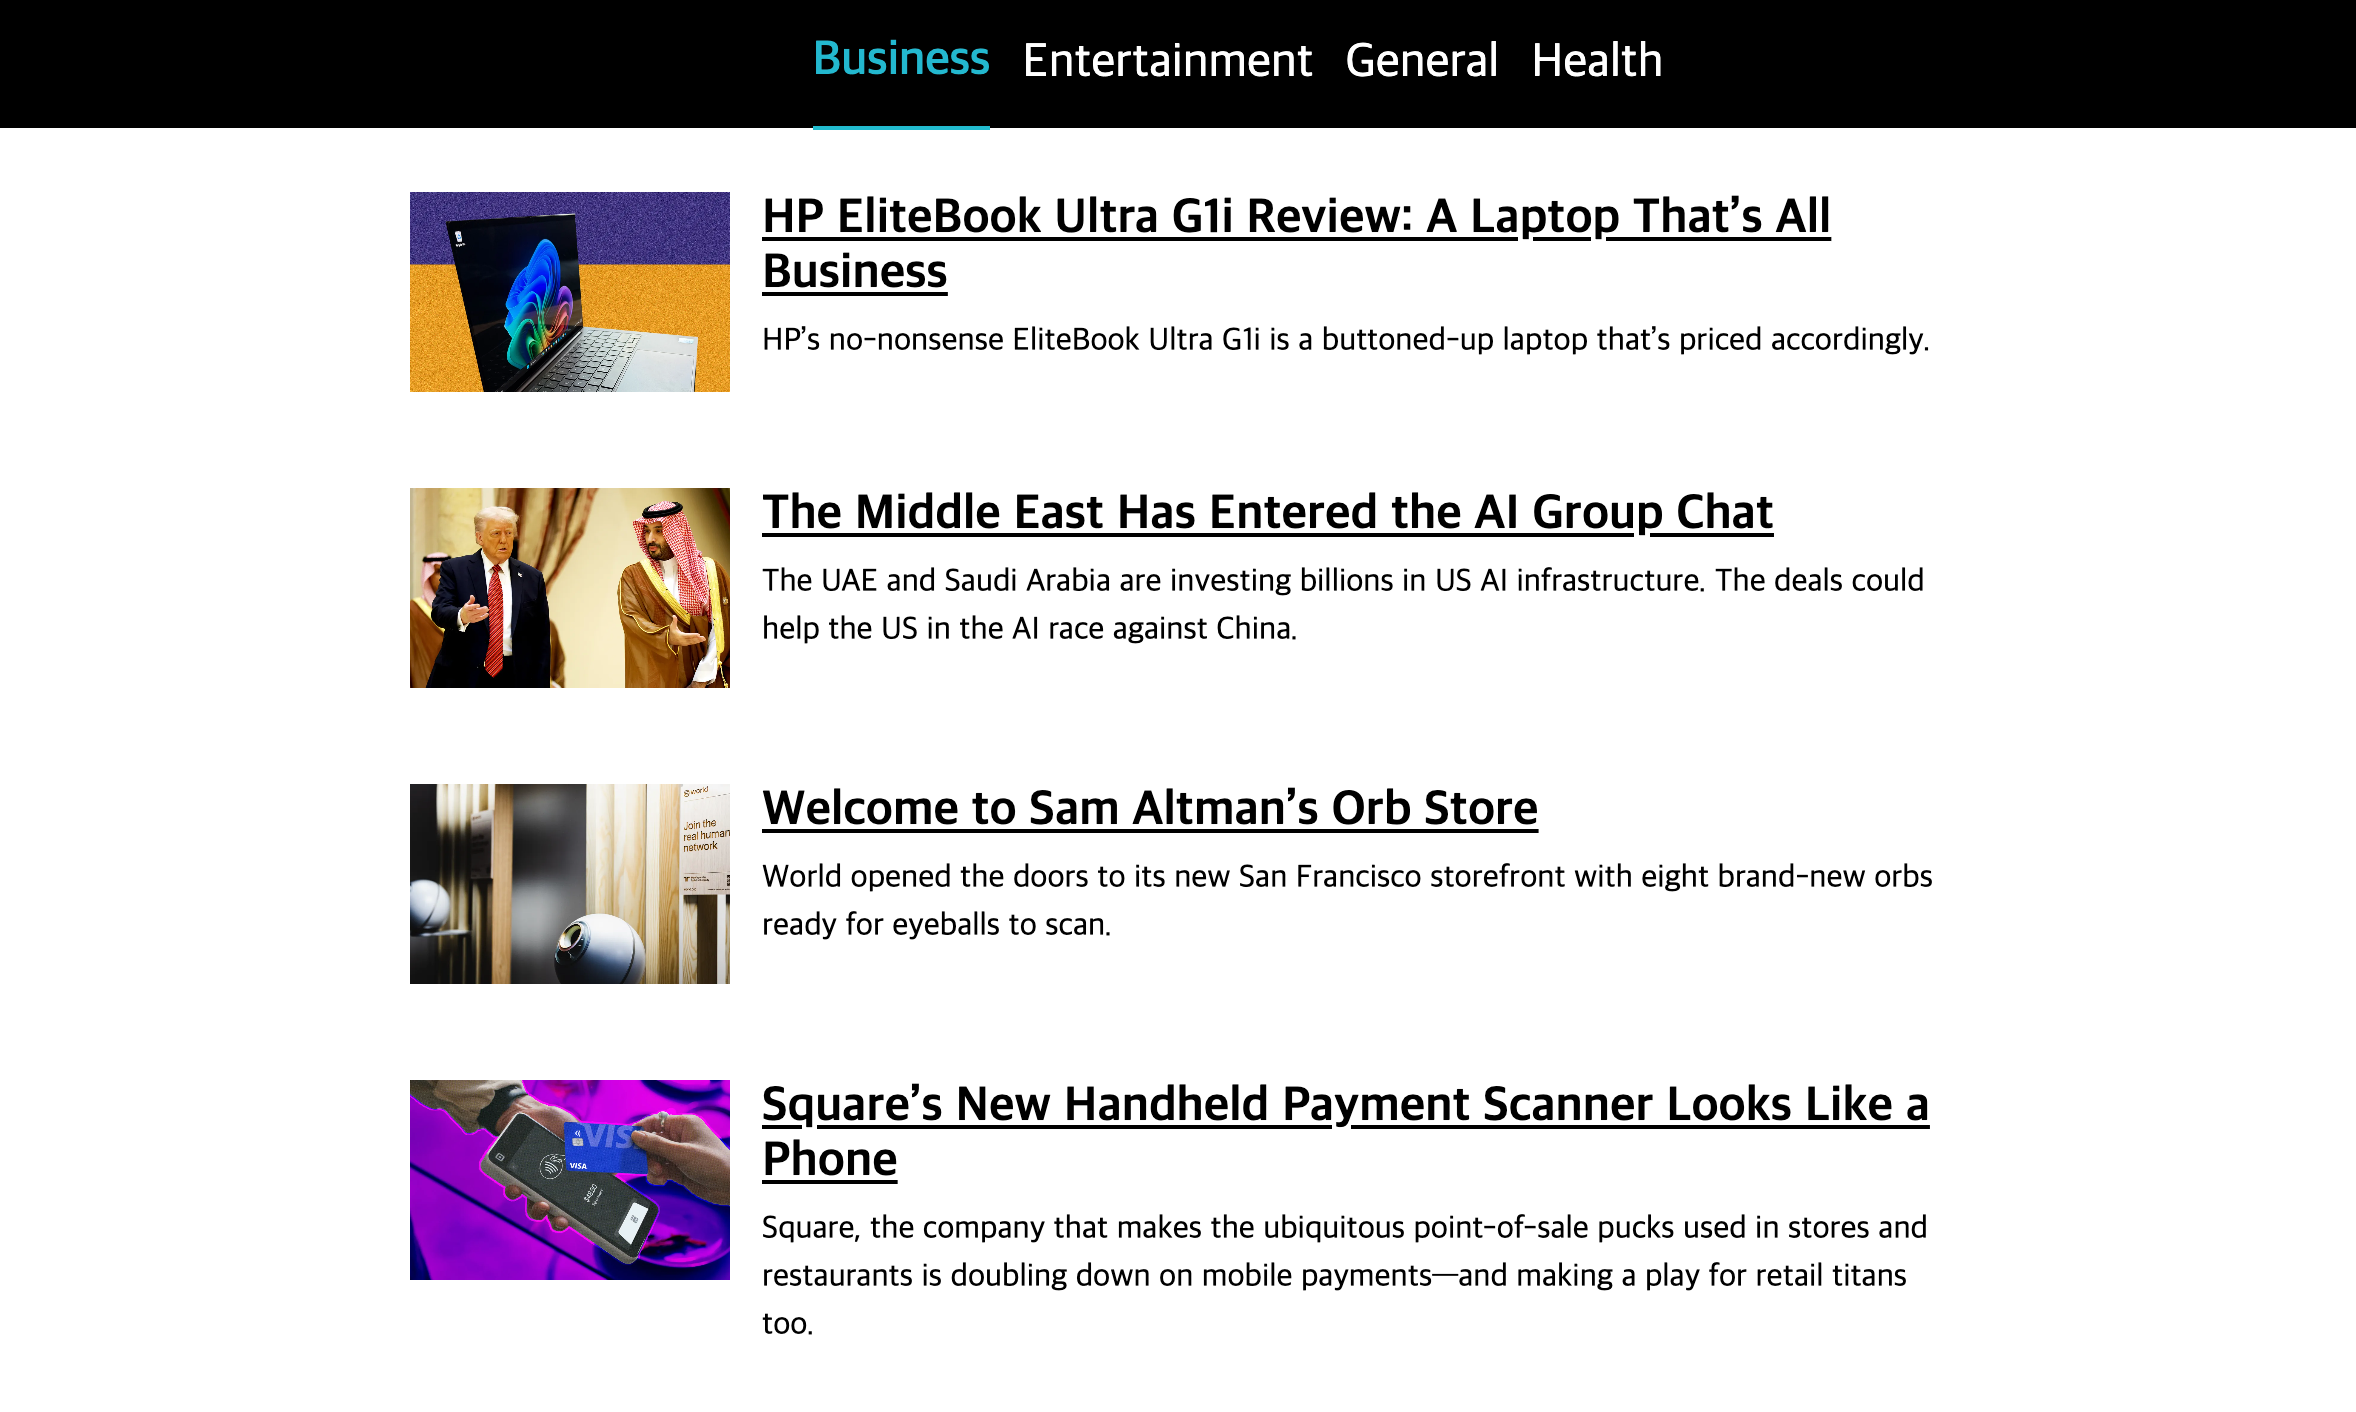 Business Entertainment General Health
HP EliteBook Ultra G1i Review: A Laptop That’s All
Business
HP’s no-nonsense EliteBook Ultra G1i is a buttoned-up laptop that’s priced accordingly.
The Middle East Has Entered the AI Group Chat
The UAE and Saudi Arabia are investing billions in US AI infrastructure. The deals could
help the US in the AI race against China.
world
Join the
real human
network
Welcome to Sam Altman’s Orb Store
World opened the doors to its new San Francisco storefront with eight brand-new orbs
ready for eyeballs to scan.
VIS
VISA
Square’s New Handheld Payment Scanner Looks Like a
Phone
Square, the company that makes the ubiquitous point-of-sale pucks used in stores and
restaurants is doubling down on mobile payments—and making a play for retail titans
too.